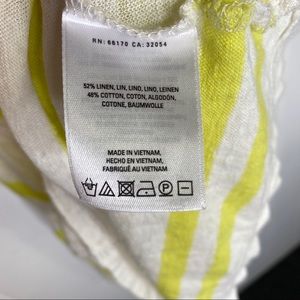 RN: 66170 CA: 32054
52% LINEN, LIN, LINO, LINO, LEINEN
48% COTTON, COTON, ALGODÓN,
COTONE, BAUMWOLLE
MADE IN VIETNAM,
HECHO EN VIETNAM,
FABRIQUÉ AU VIETNAM,